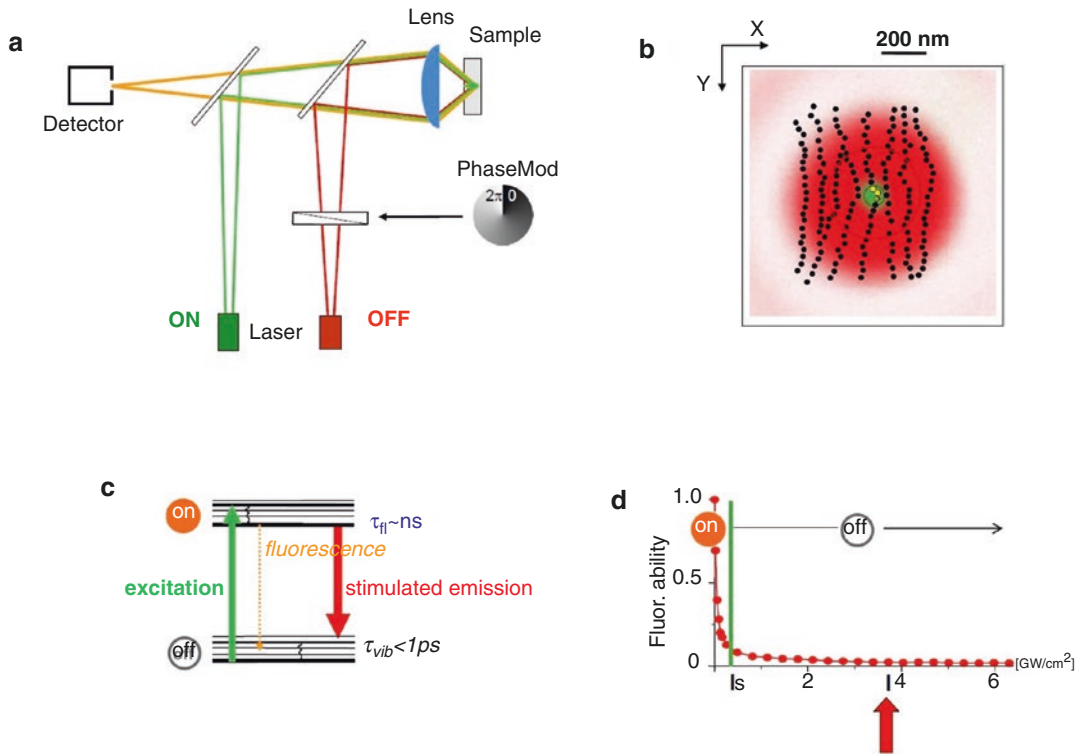 a
Lens
Sample
Detector
PhaseMod
2π 0
ON
Laser
OFF
b
X
Y
200 nm
c
on
τfl~ns
fluorescence
excitation
stimulated emission
off
τvib<1ps
d
1.0
on
off
0.5
Fluor. ability
0
Is
2
I
4
6
[GW/cm²]